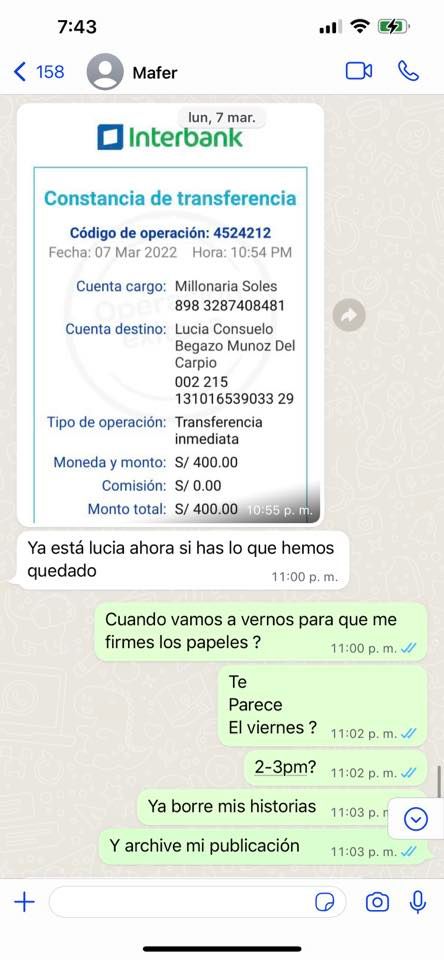 7:43
158
Mafer
lun, 7 mar.
Interbank
Constancia de transferencia
Código de operación: 4524212
Fecha: 07 Mar 2022 Hora: 10:54 PM
Cuenta cargo: Millonaria Soles
898 3287408481
Cuenta destino: Lucia Consuelo
Begazo Munoz Del
Carpio
002 215
131016539033 29
Tipo de operación: Transferencia
inmediata
Moneda y monto: S/ 400.00
Comisión: S/ 0.00
Monto total: S/ 400.00
10:55 p. m.
Ya está lucia ahora si has lo que hemos
quedado
11:00 p. m.
Cuando vamos a vernos para que me
firmes los papeles ?
11:00 p. m.
Te
Parece
El viernes ?
11:02 p. m.
2-3pm?
11:02 p. m.
Ya borre mis historias
11:03 p.
Y archive mi publicación
11:03 p. m.